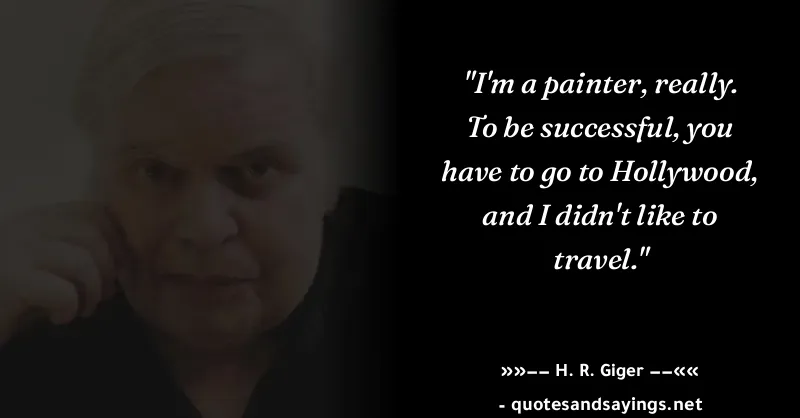 "I'm a painter, really.
To be successful, you
have to go to Hollywood,
and I didn't like to
travel."
»»−− H. R. Giger −−««
- quotesandsayings.net